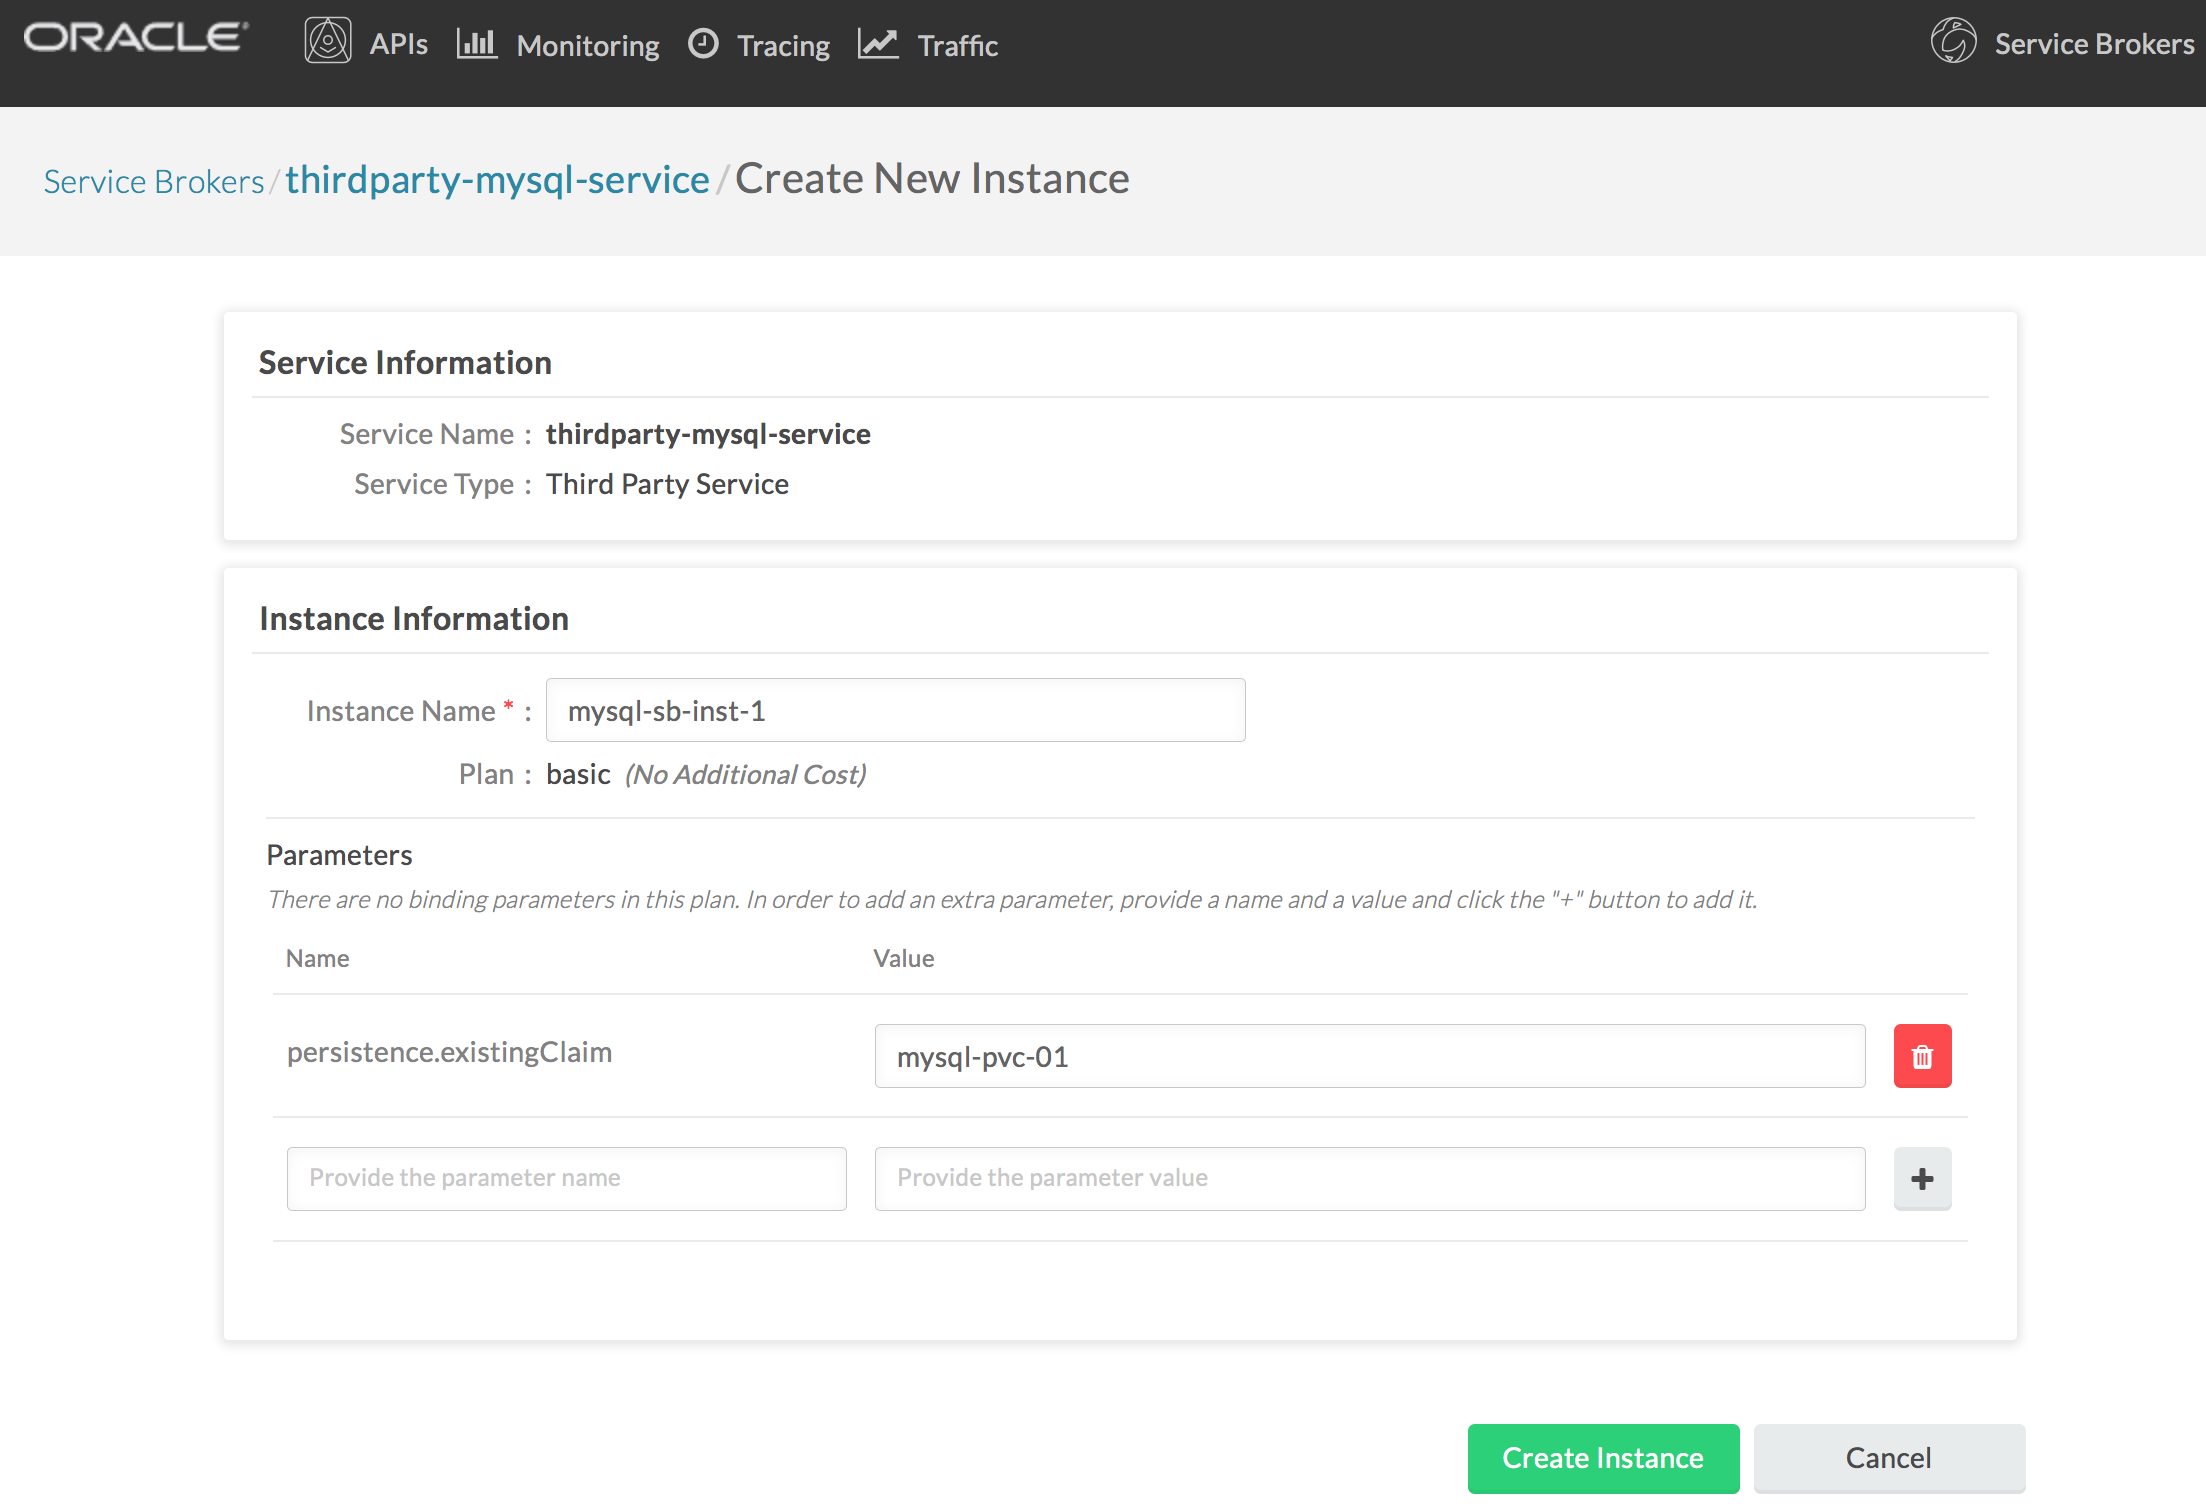 ORACLE® APIs Monitoring Tracing Traffic Service Brokers
Service Brokers / thirdparty-mysql-service / Create New Instance
Service Information
Service Name : thirdparty-mysql-service
Service Type : Third Party Service
Instance Information
Instance Name * : mysql-sb-inst-1
Plan : basic (No Additional Cost)
Parameters
There are no binding parameters in this plan. In order to add an extra parameter, provide a name and a value and click the "+" button to add it.
Name Value
persistence.existingClaim mysql-pvc-01
Provide the parameter name Provide the parameter value
Create Instance Cancel